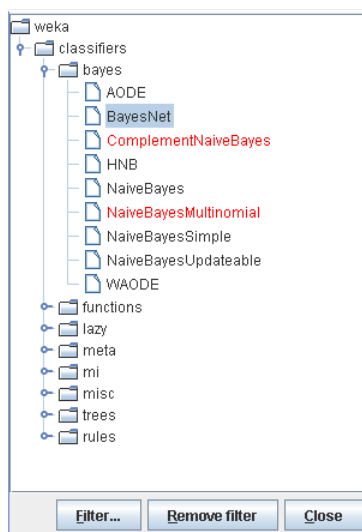 weka
classifiers
bayes
AODE
BayesNet
ComplementNaiveBayes
HNB
NaiveBayes
NaiveBayesMultinomial
NaiveBayesSimple
NaiveBayesUpdateable
WAODE
functions
lazy
meta
mi
misc
trees
rules
Filter... Remove filter Close